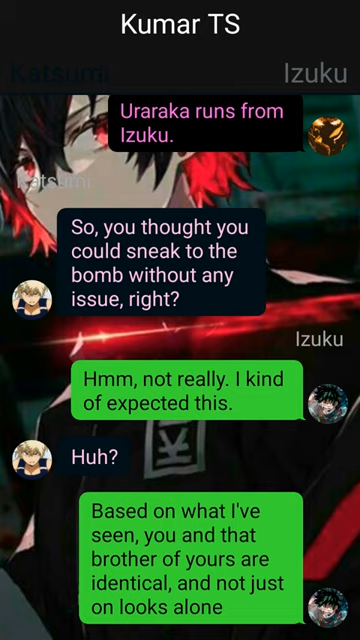 Kumar TS
Katsumi
Izuku
Uraraka runs from
Izuku.
Katsumi
So, you thought you
could sneak to the
bomb without any
issue, right?
Izuku
Hmm, not really. I kind
of expected this.
Huh?
Based on what I've
seen, you and that
brother of yours are
identical, and not just
on looks alone